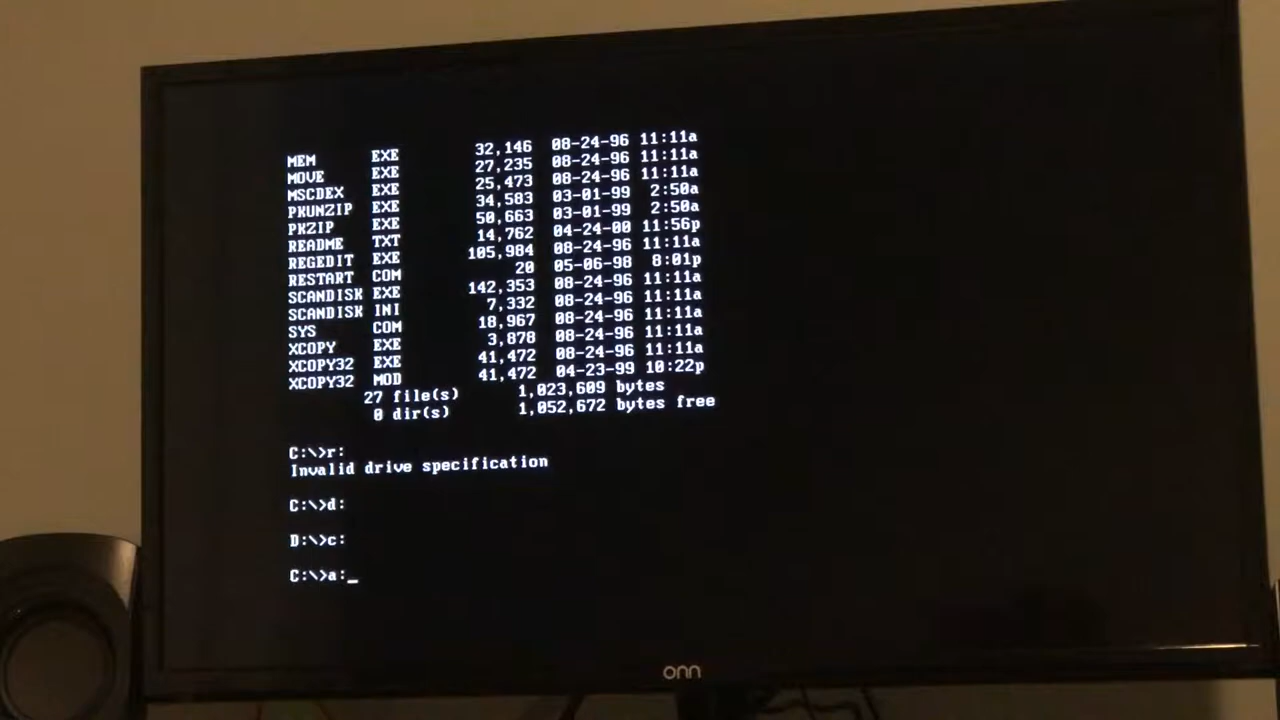 MEM EXE 32,146 08-24-96 11:11a
MOVE EXE 27,235 08-24-96 11:11a
MSCDEX EXE 25,473 08-24-96 11:11a
PKUNZIP EXE 34,583 03-01-99 2:50a
PKZIP EXE 50,663 03-01-99 2:50a
README TXT 14,762 04-24-00 11:56p
REGEDIT EXE 105,984 08-24-96 11:11a
RESTART COM 20 05-06-98 8:01p
SCANDISK EXE 142,353 08-24-96 11:11a
SCANDISK INI 7,332 08-24-96 11:11a
SYS COM 18,967 08-24-96 11:11a
XCOPY EXE 3,878 08-24-96 11:11a
XCOPY32 EXE 41,472 08-24-96 11:11a
XCOPY32 MOD 41,472 04-23-99 10:22p
27 file(s) 1,023,609 bytes
0 dir(s) 1,052,672 bytes free
C:\>r:
Invalid drive specification
C:\>d:
D:\>c:
C:\>a:_
onn